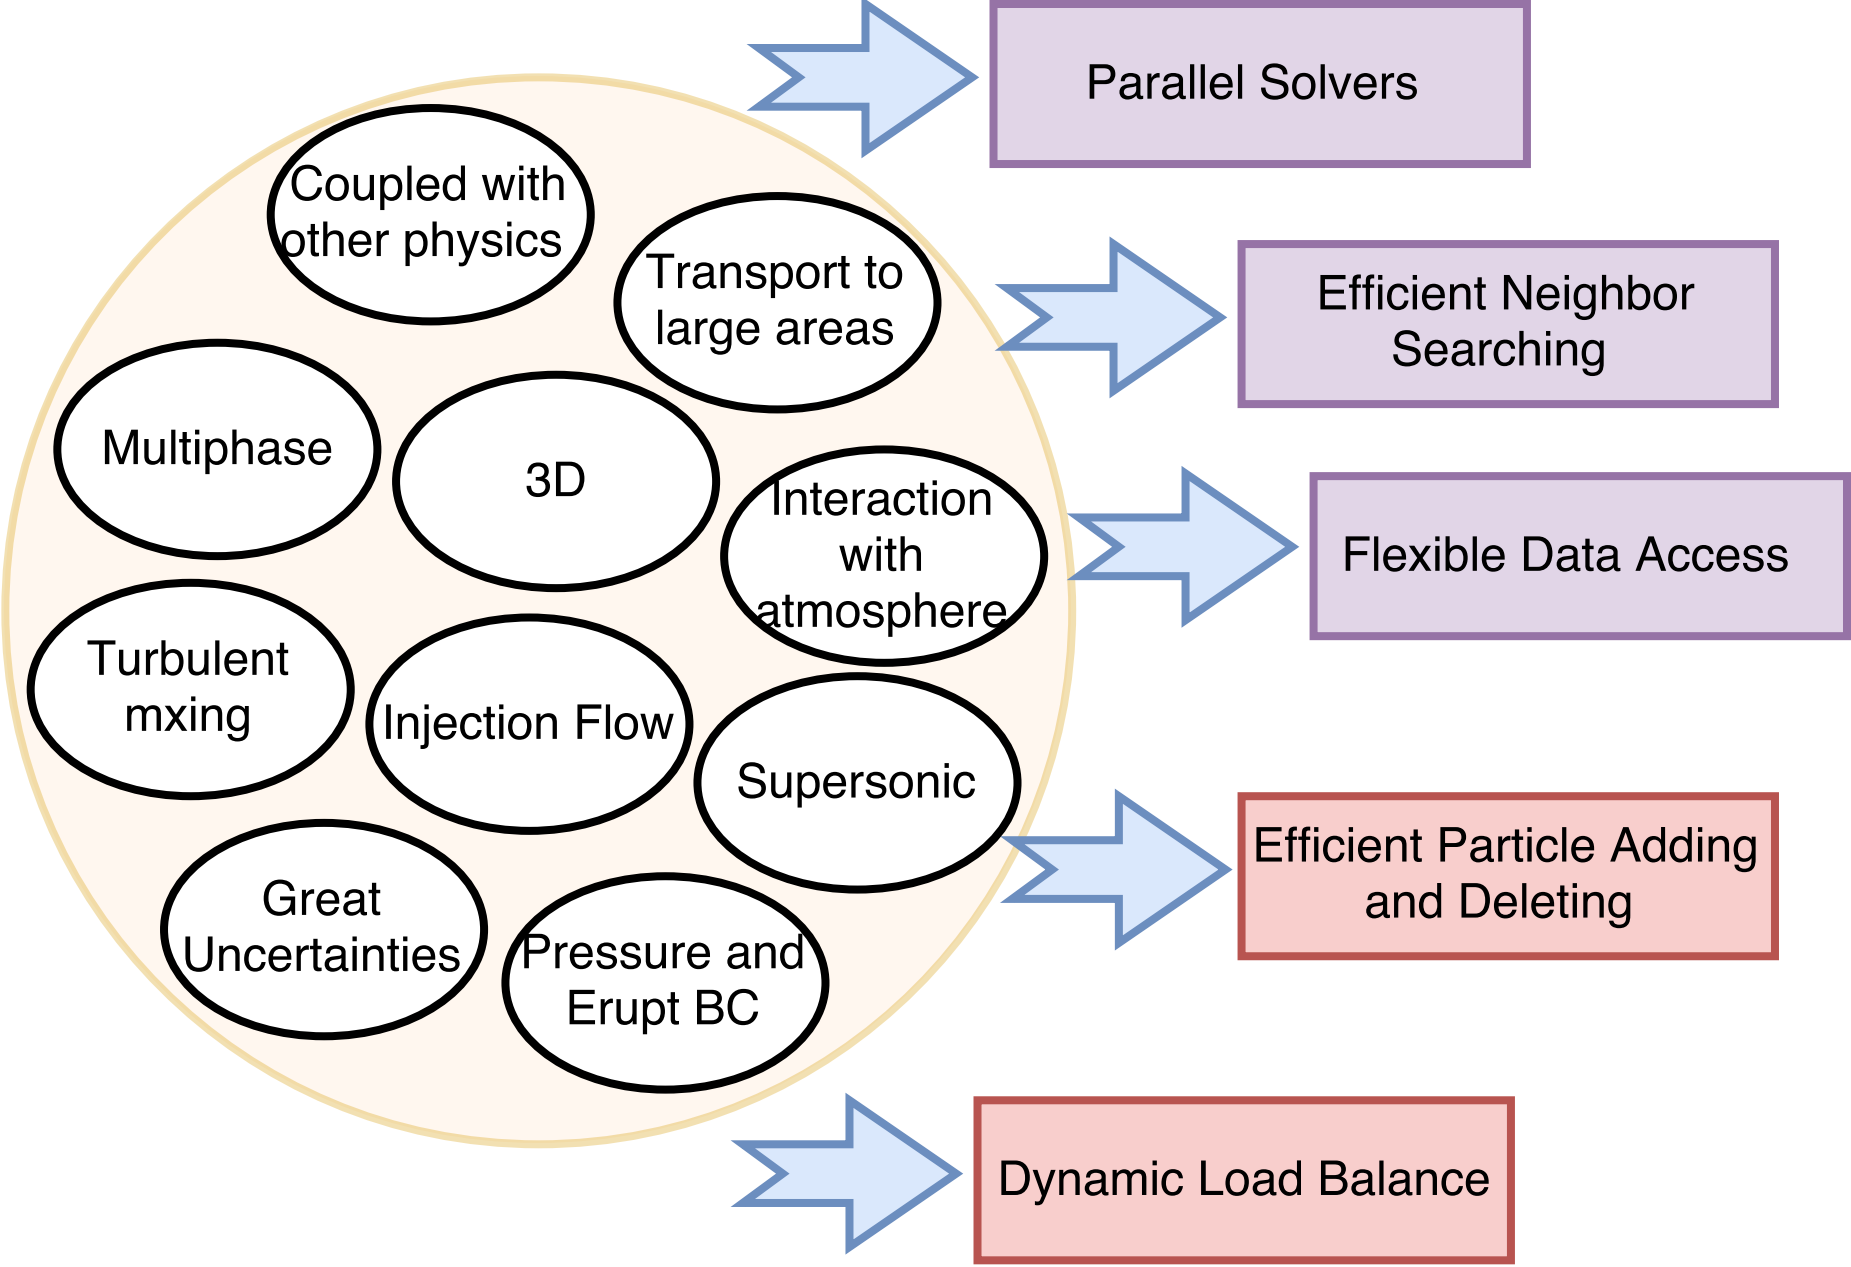 Parallel Solvers
Coupled with
other physics
Transport to
large areas
Efficient Neighbor
Searching
Multiphase
3D
Interaction
with
atmosphere
Flexible Data Access
Turbulent
mxing
Injection Flow
Supersonic
Efficient Particle Adding
and Deleting
Great
Uncertainties
Pressure and
Erupt BC
Dynamic Load Balance